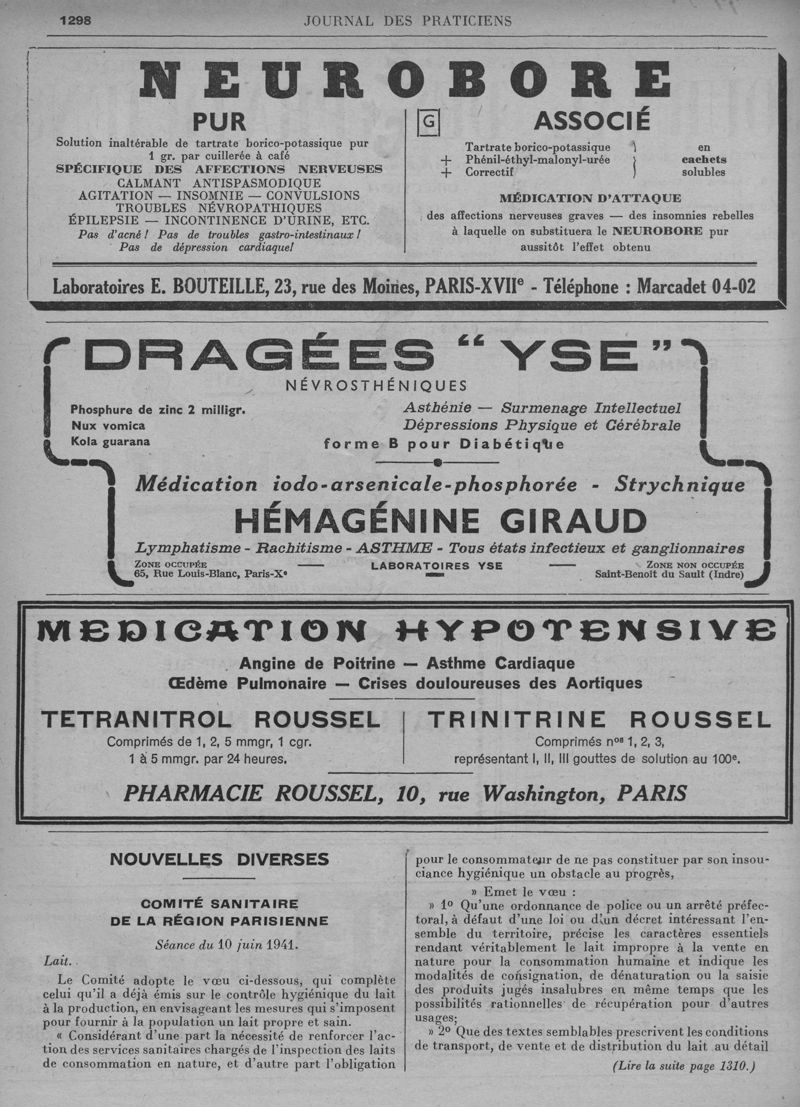 1298
JOURNAL DES PRATICIENS
NEUROBORE
PUR
Solution inaltérable de tartrate borico-potassique pur
1 gr. par cuillerée à café
SPÉCIFIQUE DES AFFECTIONS NERVEUSES
CALMANT ANTISPASMODIQUE
AGITATION — INSOMNIE — CONVULSIONS
TROUBLES NÉVROPATHIQUES
ÉPILEPSIE — INCONTINENCE D'URINE, ETC.
Pas d'acné ! Pas de troubles gastro-intestinaux !
Pas de dépression cardiaque!
G
ASSOCIÉ
Tartrate borico-potassique } en
+ Phénil-éthyl-malonyl-urée } cachets
+ Correctif } solubles
MÉDICATION D'ATTAQUE
des affections nerveuses graves — des insomnies rebelles
à laquelle on substituera le NEUROBORE pur
aussitôt l'effet obtenu
Laboratoires E. BOUTEILLE, 23, rue des Moines, PARIS-XVIIe - Téléphone : Marcadet 04-02
DRAGÉES “ YSE ”
NÉVROSTHÉNIQUES
Phosphure de zinc 2 milligr.
Nux vomica
Kola guarana
Asthénie — Surmenage Intellectuel
Dépressions Physique et Cérébrale
forme B pour Diabétique
Médication iodo-arsenicale-phosphorée - Strychnique
HÉMAGÉNINE GIRAUD
Lymphatisme - Rachitisme - ASTHME - Tous états infectieux et ganglionnaires
ZONE OCCUPÉE — LABORATOIRES YSE — ZONE NON OCCUPÉE
65, Rue Louis-Blanc, Paris-Xe Saint-Benoit du Sault (Indre)
MEDICATION HYPOTENSIVE
Angine de Poitrine — Asthme Cardiaque
Œdème Pulmonaire — Crises douloureuses des Aortiques
TETRANITROL ROUSSEL
Comprimés de 1, 2, 5 mmgr, 1 cgr.
1 à 5 mmgr. par 24 heures.
TRINITRINE ROUSSEL
Comprimés nos 1, 2, 3,
représentant I, II, III gouttes de solution au 100e.
PHARMACIE ROUSSEL, 10, rue Washington, PARIS
NOUVELLES DIVERSES
COMITÉ SANITAIRE
DE LA RÉGION PARISIENNE
Séance du 10 juin 1941.
Lait.
Le Comité adopte le vœu ci-dessous, qui complète
celui qu'il a déjà émis sur le contrôle hygiénique du lait
à la production, en envisageant les mesures qui s'imposent
pour fournir à la population un lait propre et sain.
« Considérant d'une part la nécessité de renforcer l'ac-
tion des services sanitaires chargés de l'inspection des laits
de consommation en nature, et d'autre part l'obligation
pour le consommateur de ne pas constituer par son insou-
ciance hygiénique un obstacle au progrès,
» Emet le vœu :
» 1o Qu'une ordonnance de police ou un arrêté préfec-
toral, à défaut d'une loi ou d'un décret intéressant l'en-
semble du territoire, précise les caractères essentiels
rendant véritablement le lait impropre à la vente en
nature pour la consommation humaine et indique les
modalités de consignation, de dénaturation ou la saisie
des produits jugés insalubres en même temps que les
possibilités rationnelles de récupération pour d'autres
usages;
» 2o Que des textes semblables prescrivent les conditions
de transport, de vente et de distribution du lait au détail
(Lire la suite page 1310.)